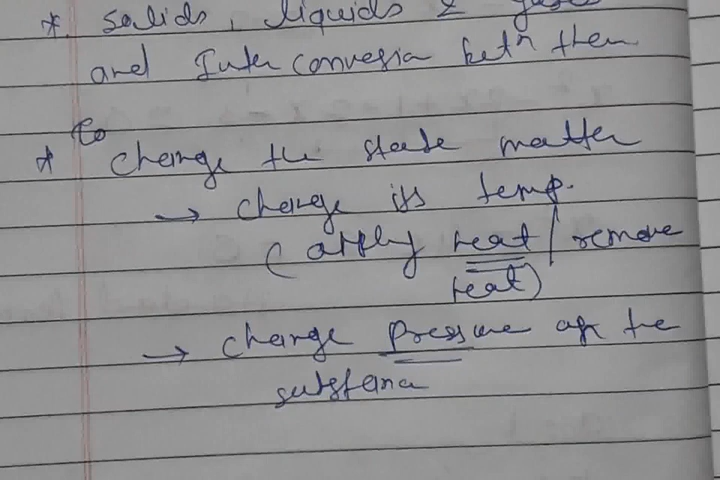 * solids, liquids & gases
and Inter conversion betn them
* To change the state matter
→ change its temp.
(apply heat / remove
heat)
→ change Pressure of the
substance